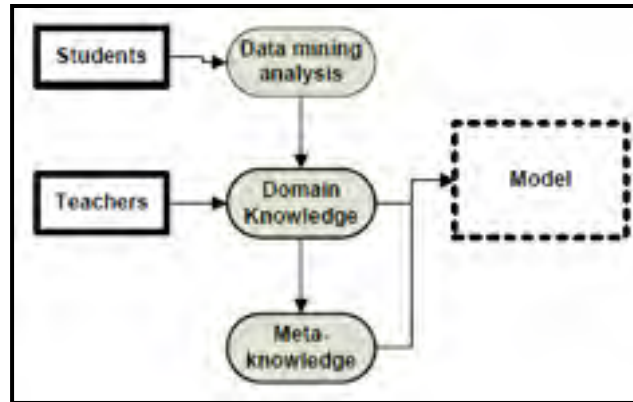 Students
Data mining
analysis
Teachers
Domain
Knowledge
Model
Meta-
knowledge